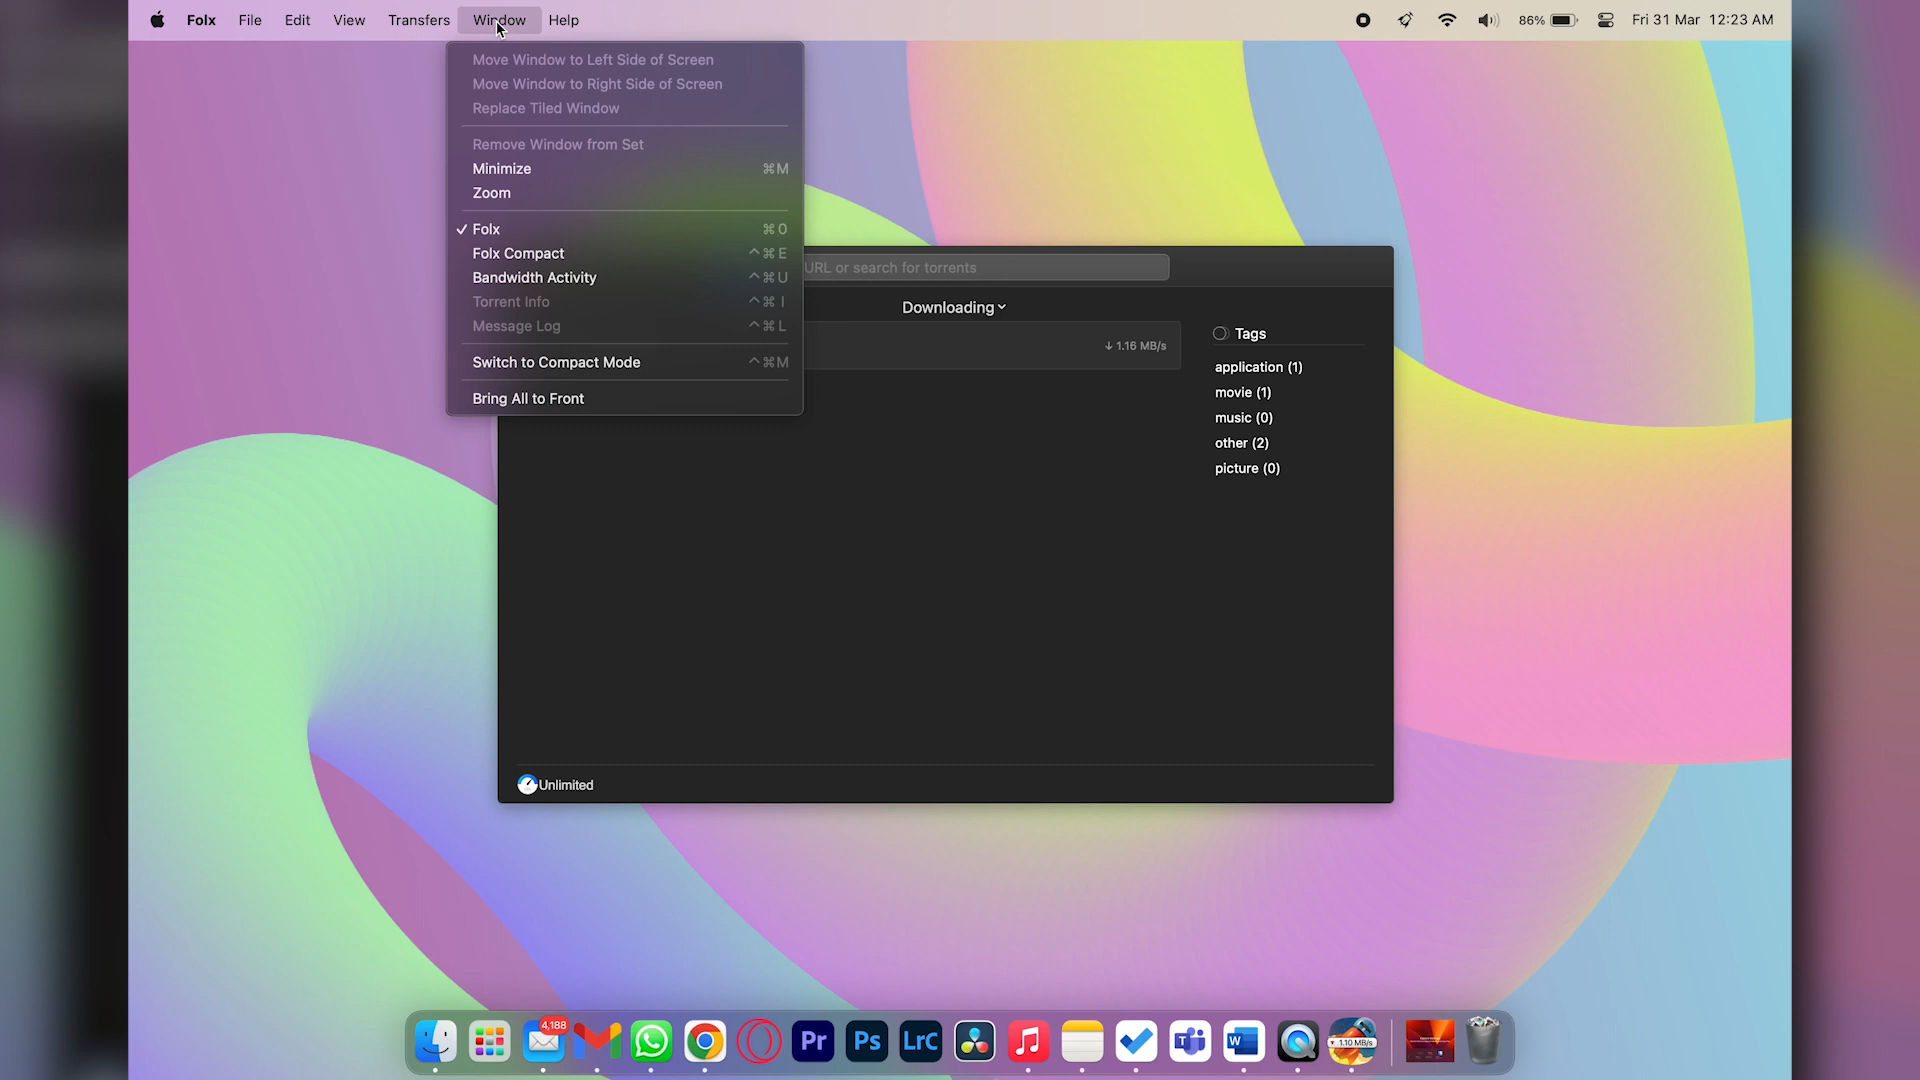 Folx File Edit View Transfers Window Help 86% Fri 31 Mar 12:23 AM
Move Window to Left Side of Screen
Move Window to Right Side of Screen
Replace Tiled Window
Remove Window from Set
Minimize ⌘M
Zoom
✓ Folx ⌘O
Folx Compact ^⌘E
Bandwidth Activity ^⌘U
Torrent Info ^⌘I
Message Log ^⌘L
Switch to Compact Mode ^⌘M
Bring All to Front
URL or search for torrents
Downloading
↓ 1.16 MB/s
Tags
application (1)
movie (1)
music (0)
other (2)
picture (0)
Unlimited
4,188
Pr Ps LrC
W
1.10 MB/s